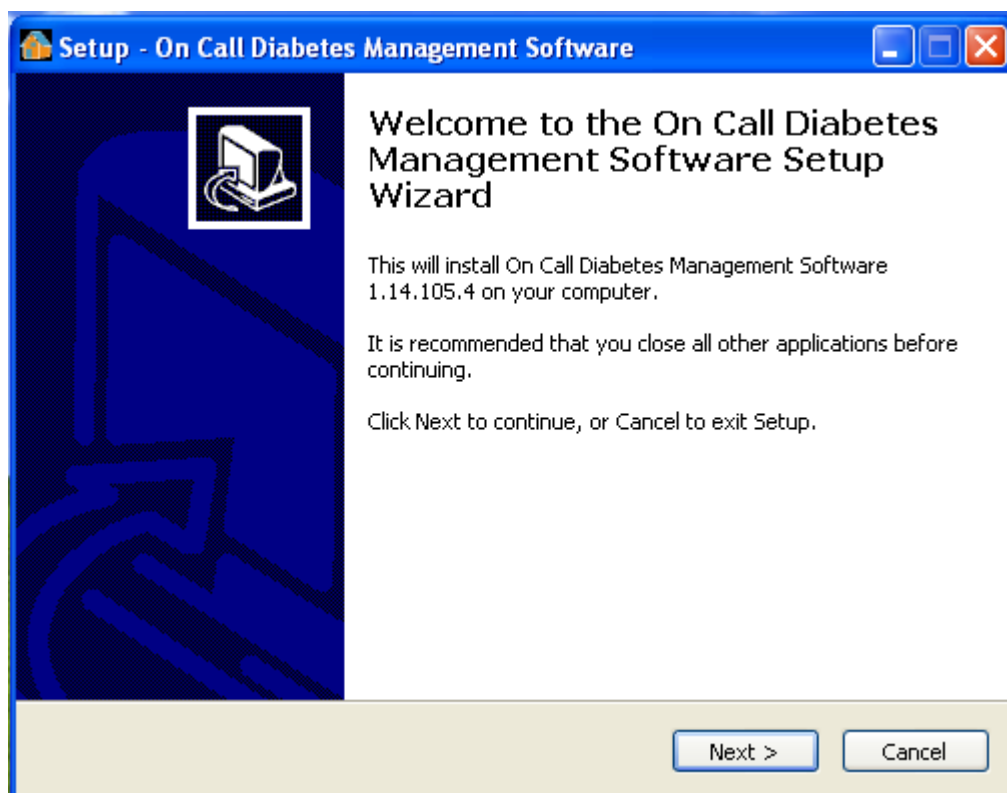 Setup - On Call Diabetes Management Software
Welcome to the On Call Diabetes
Management Software Setup
Wizard
This will install On Call Diabetes Management Software
1.14.105.4 on your computer.
It is recommended that you close all other applications before
continuing.
Click Next to continue, or Cancel to exit Setup.
Next >
Cancel